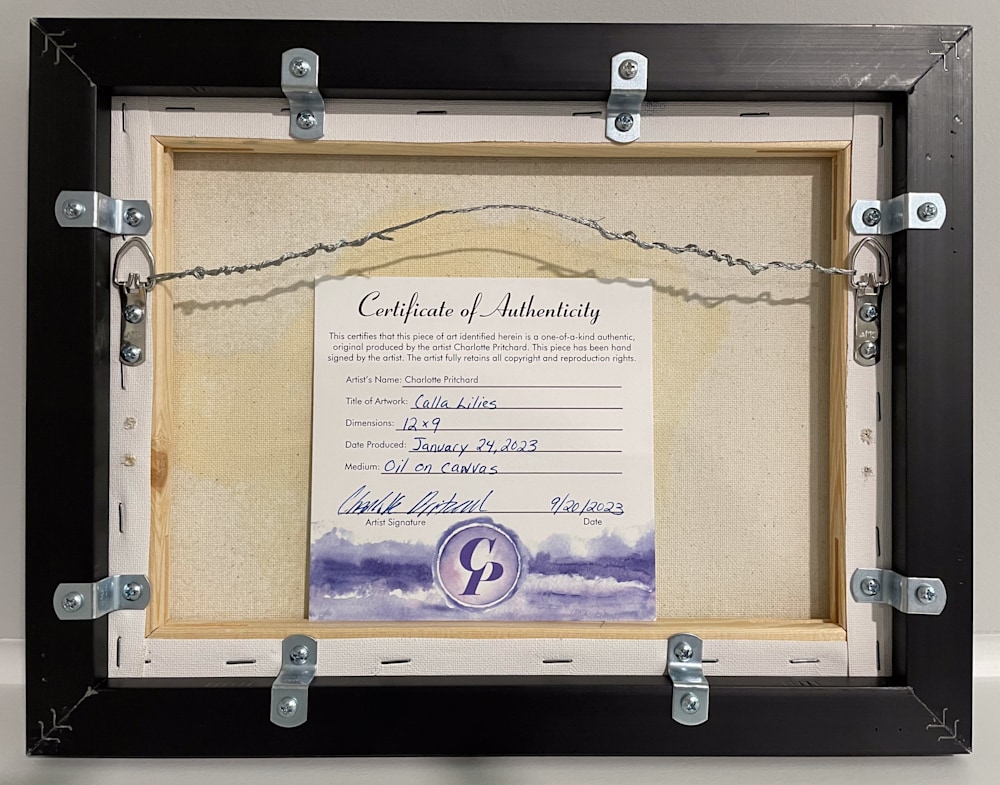 Certificate of Authenticity
This certifies that this piece of art identified herein is a one-of-a-kind authentic,
original produced by the artist Charlotte Pritchard. This piece has been hand
signed by the artist. The artist fully retains all copyright and reproduction rights.
Artist's Name: Charlotte Pritchard
Title of Artwork: Calla Lilies
Dimensions: 12x9
Date Produced: January 24, 2023
Medium: Oil on canvas
Charlotte Pritchard 9/20/2023
Artist Signature Date
CP